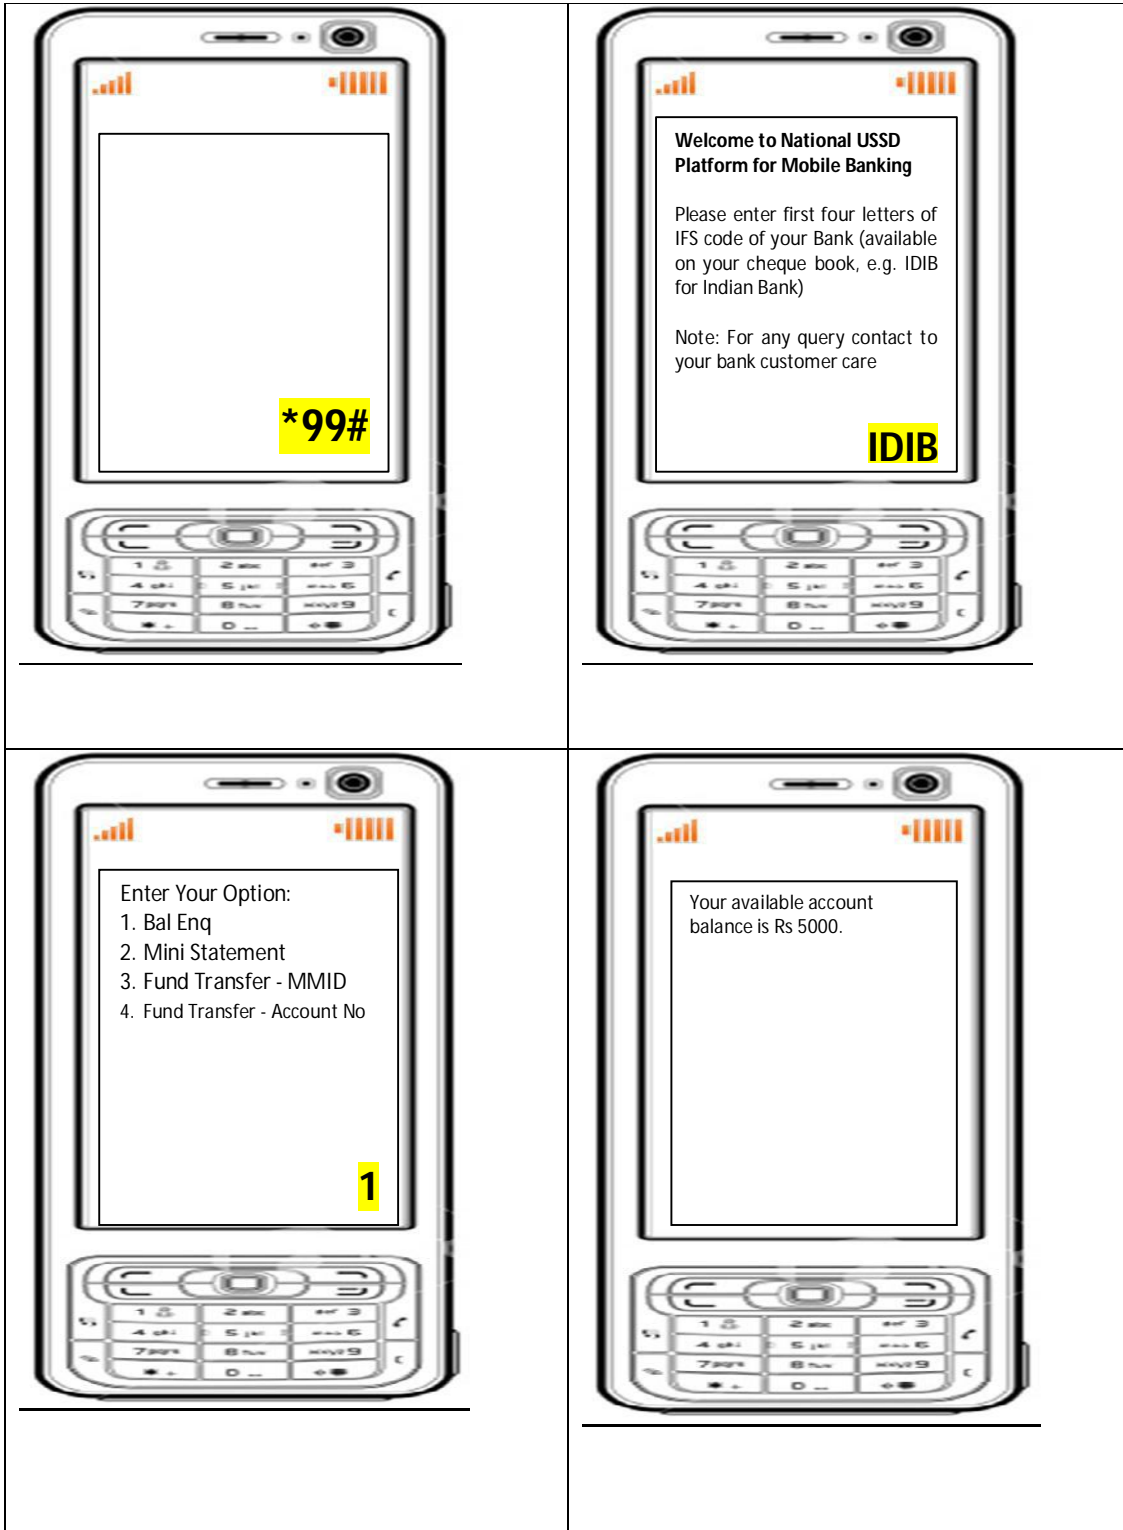 *99#
Welcome to National USSD
Platform for Mobile Banking
Please enter first four letters of
IFS code of your Bank (available
on your cheque book, e.g. IDIB
for Indian Bank)
Note: For any query contact to
your bank customer care
IDIB
Enter Your Option:
1. Bal Enq
2. Mini Statement
3. Fund Transfer - MMID
4. Fund Transfer - Account No
1
Your available account
balance is Rs 5000.